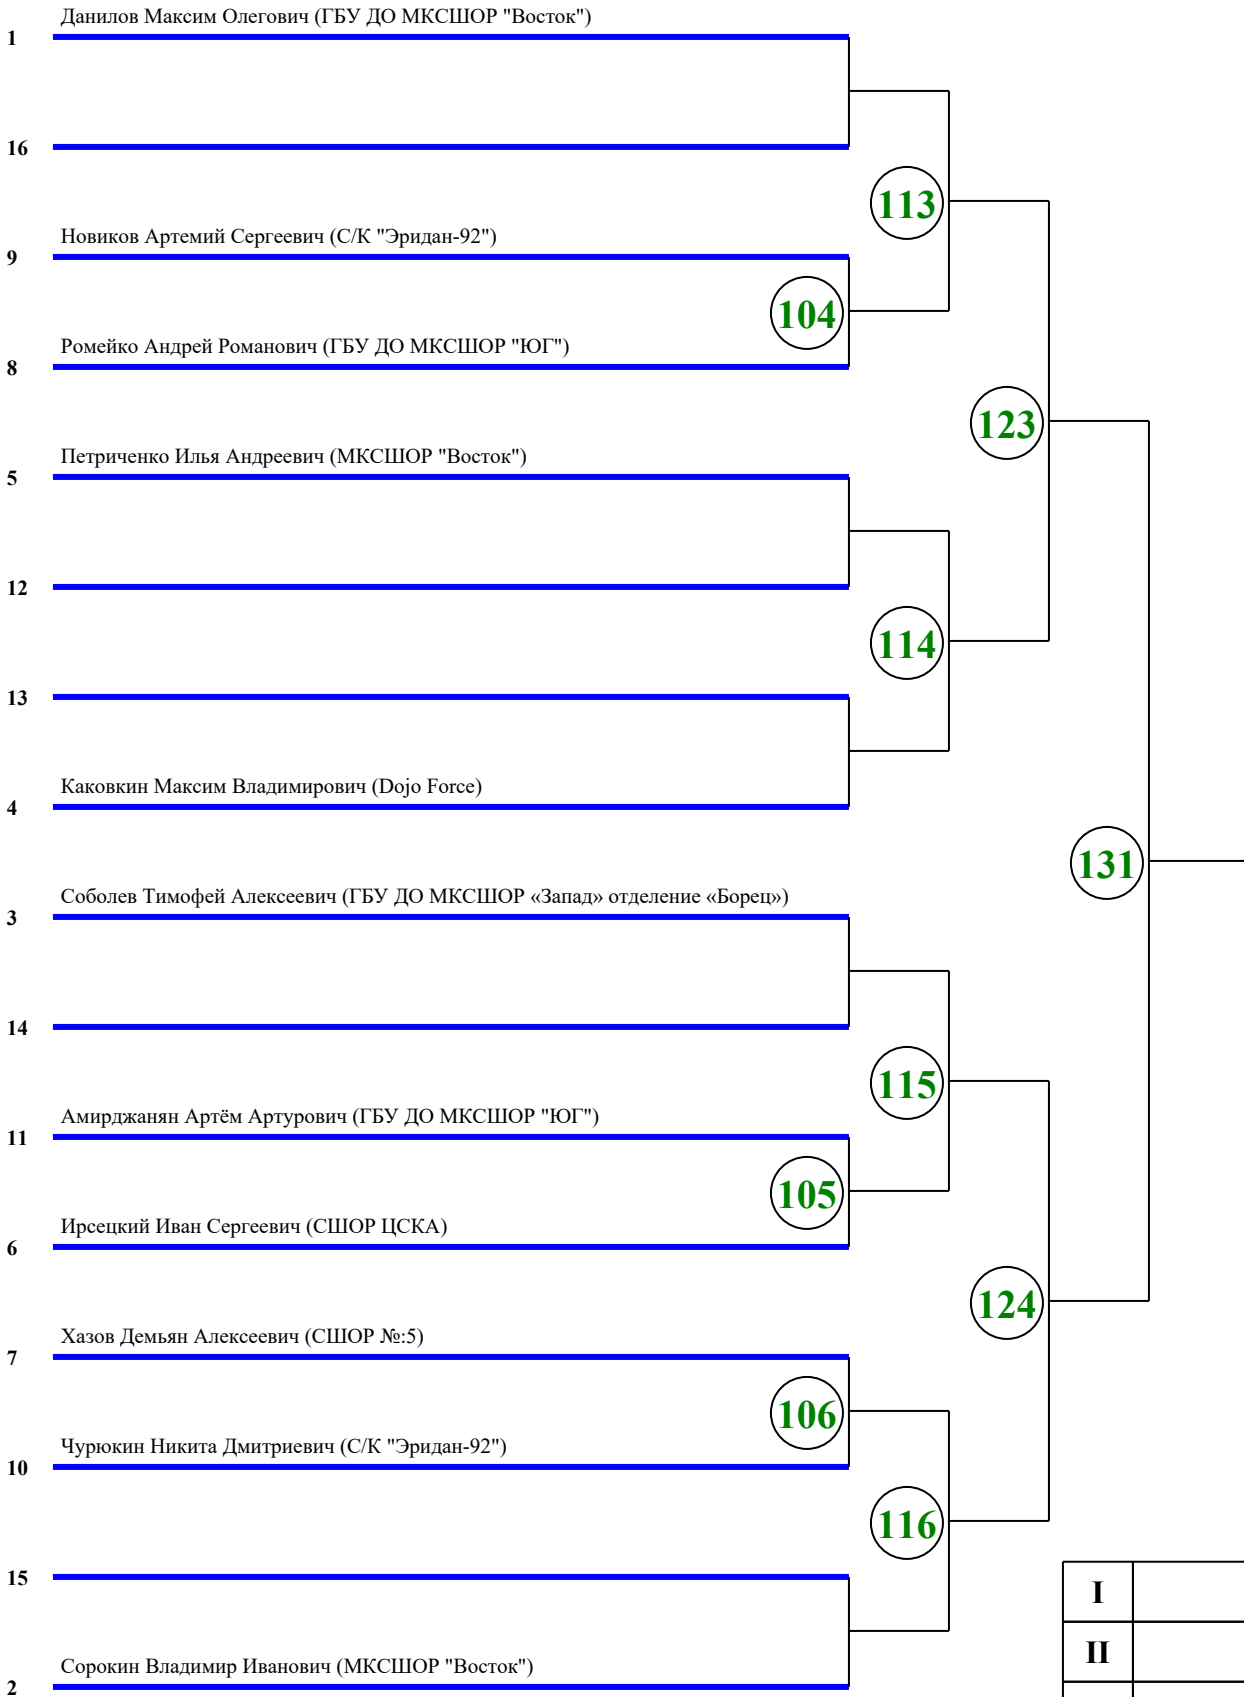 Данилов Максим Олегович (ГБУ ДО МКСШОР "Восток")
1
16
113
Новиков Артемий Сергеевич (С/К "Эридан-92")
9
104
Ромейко Андрей Романович (ГБУ ДО МКСШОР "ЮГ")
8
123
Петриченко Илья Андреевич (МКСШОР "Восток")
5
12
114
13
Каковкин Максим Владимирович (Dojo Force)
4
131
Соболев Тимофей Алексеевич (ГБУ ДО МКСШОР «Запад» отделение «Борец»)
3
14
115
Амирджанян Артём Артурович (ГБУ ДО МКСШОР "ЮГ")
11
105
Ирсецкий Иван Сергеевич (СШОР ЦСКА)
6
124
Хазов Демьян Алексеевич (СШОР №:5)
7
106
Чурюкин Никита Дмитриевич (С/К "Эридан-92")
10
116
15
I
II
Сорокин Владимир Иванович (МКСШОР "Восток")
2